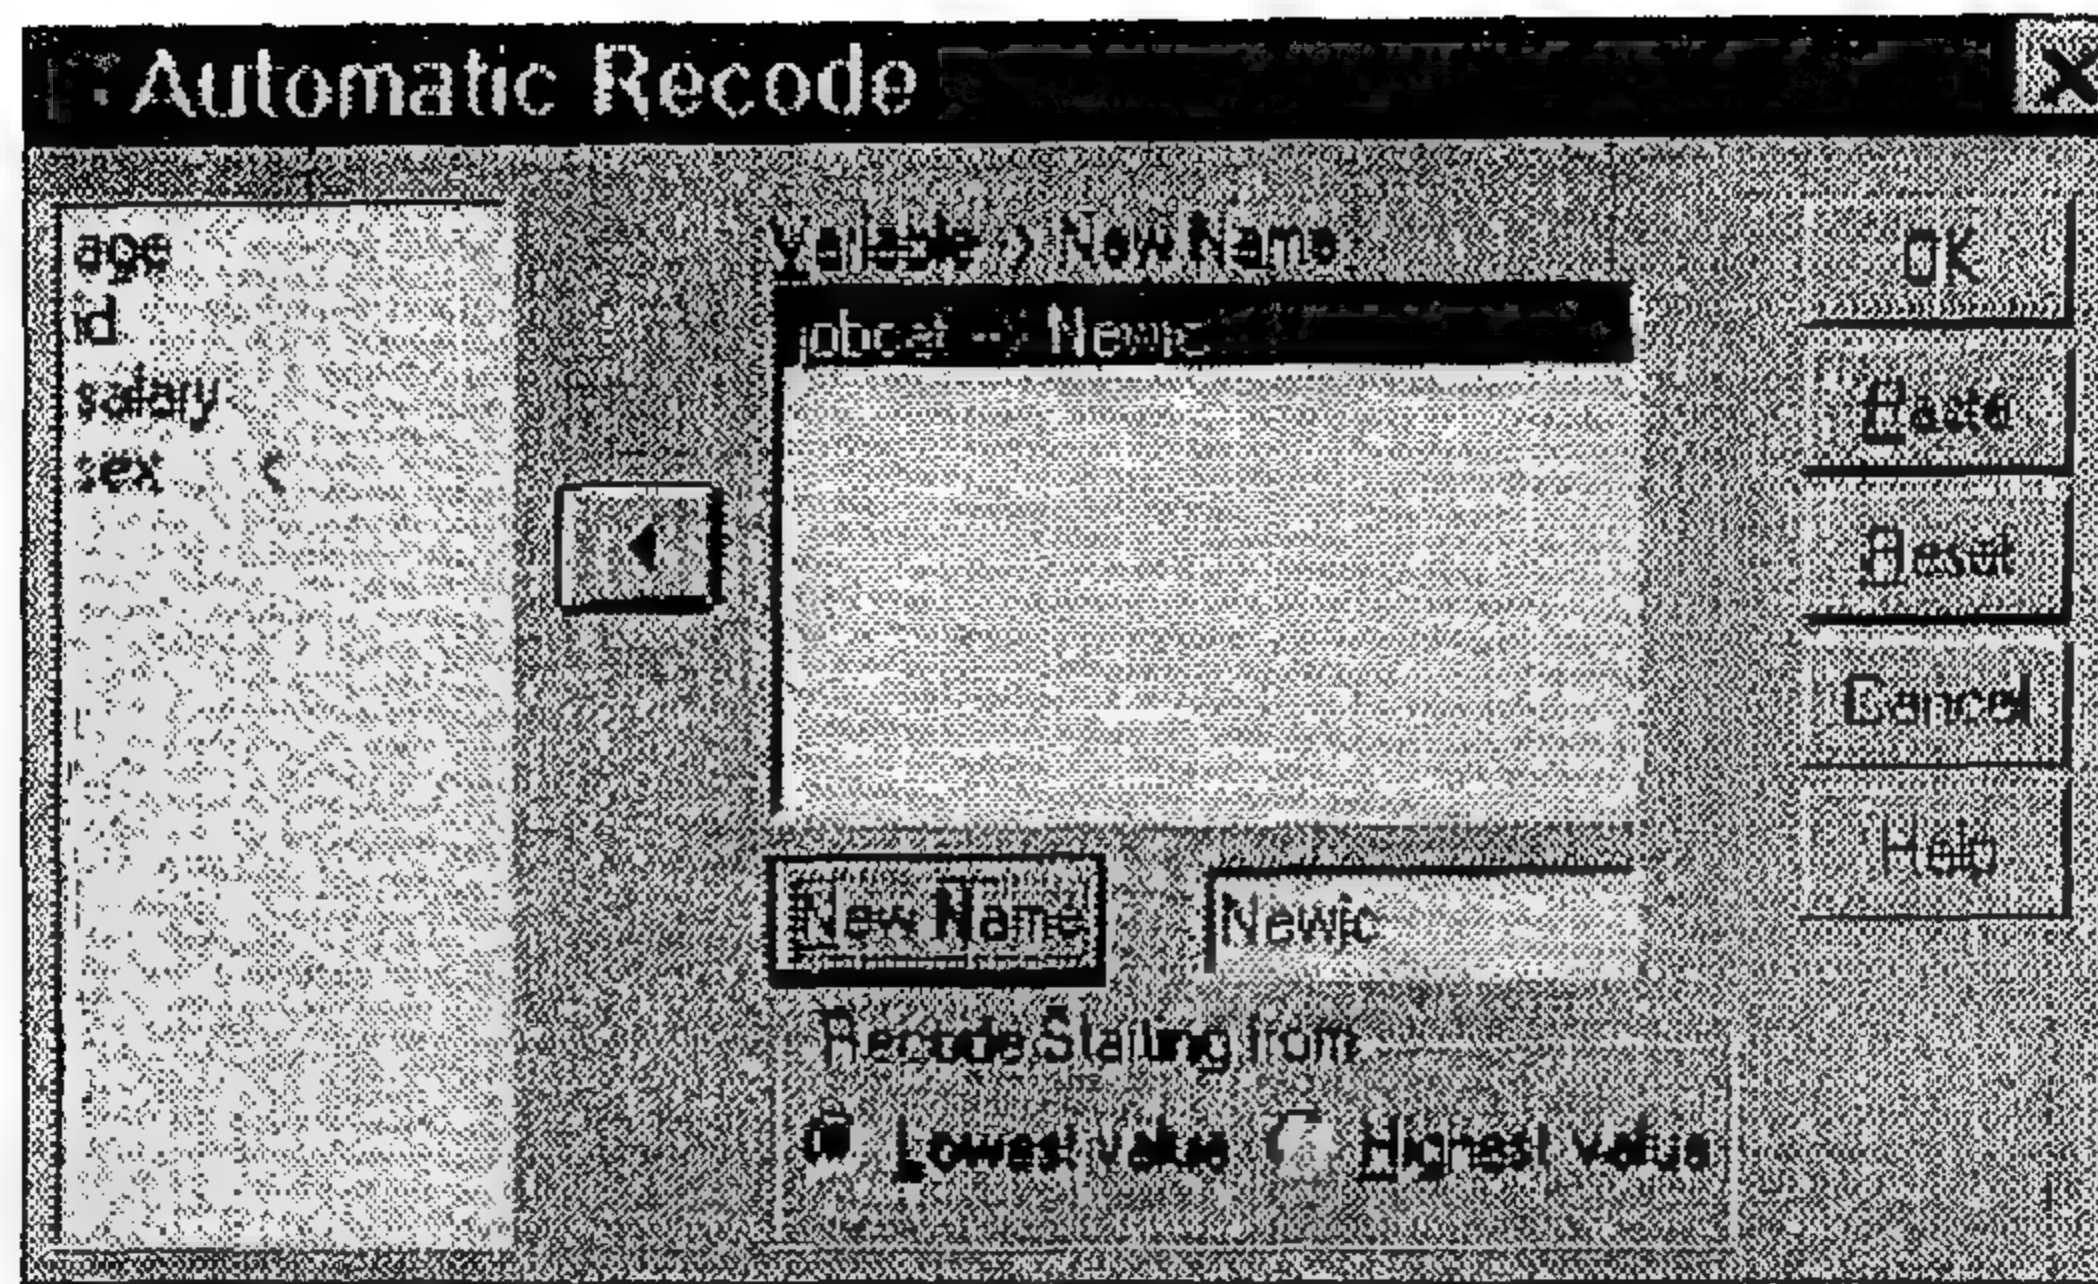 Automatic Recode
age
id
salary
sex
Variable -> New Name
jobcat --> Newjc
New Name
Newjc
Recode Starting from
Lowest value
Highest value
OK
Paste
Reset
Cancel
Help